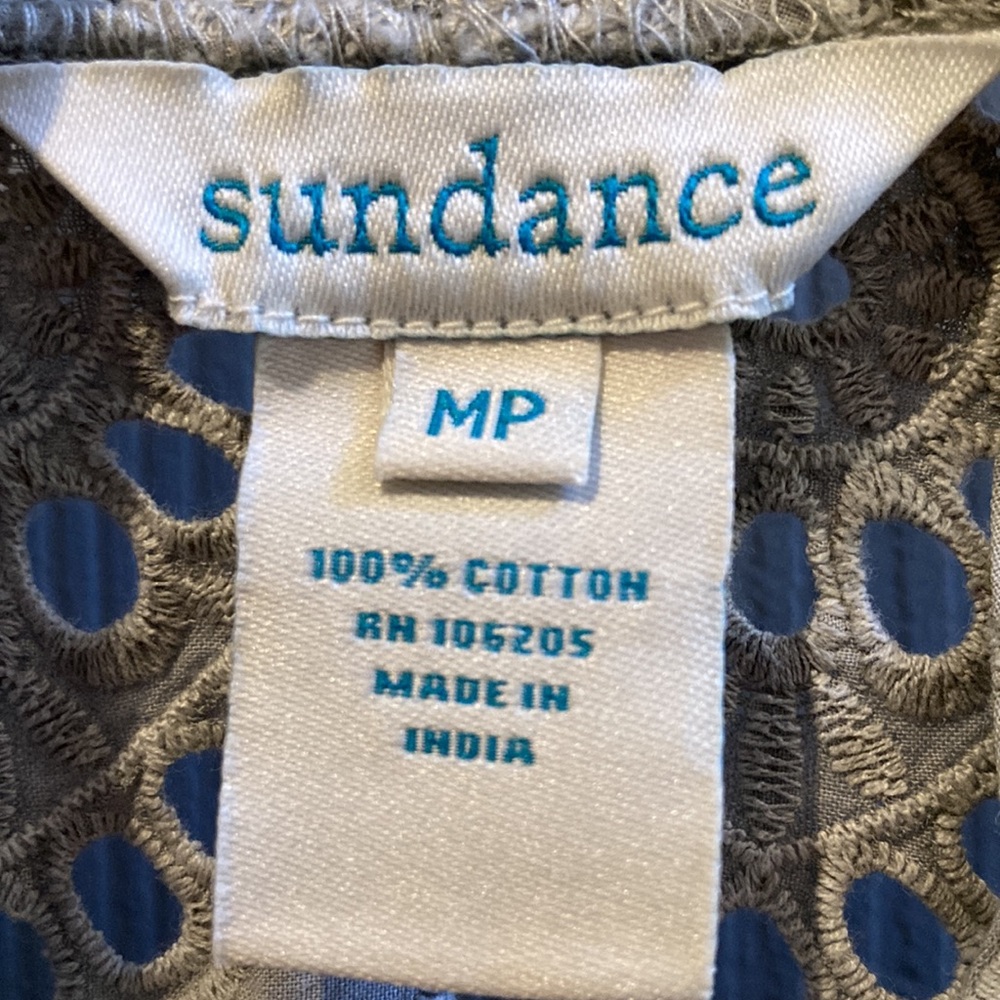 sundance
MP
100% COTTON
RN 106205
MADE IN
INDIA